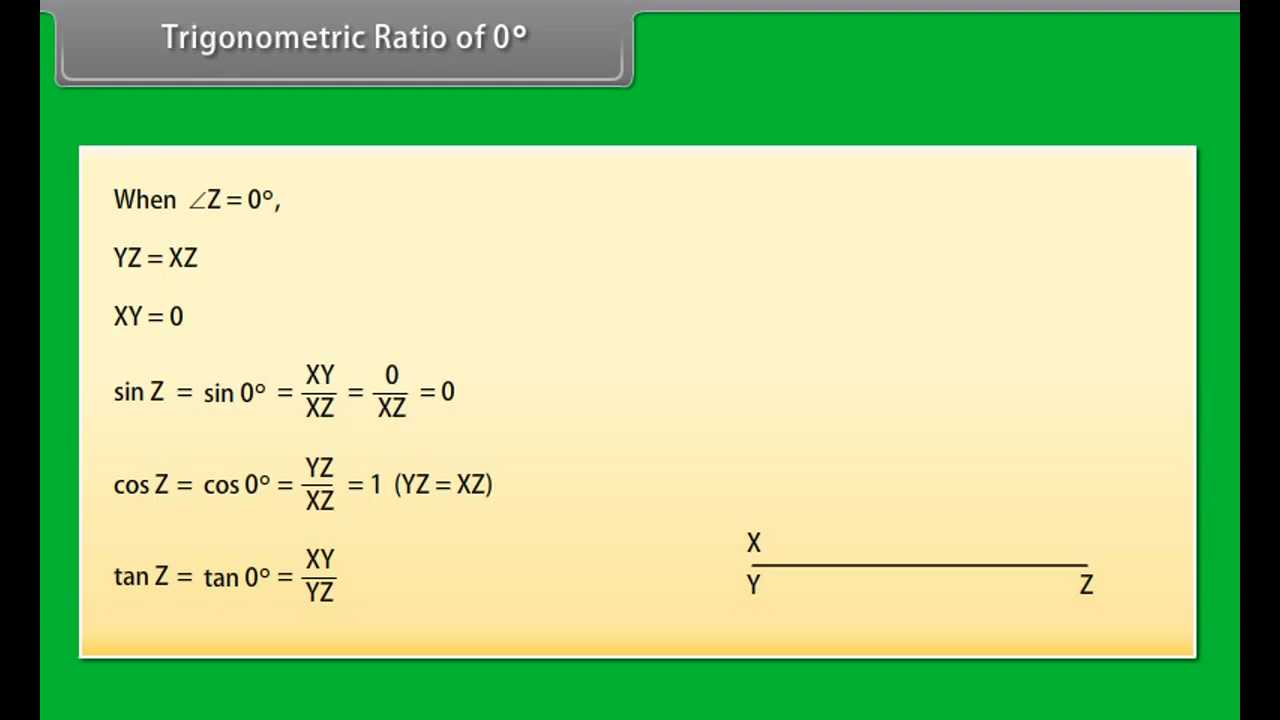 Trigonometric Ratio of 0°
When ∠Z = 0°,
YZ = XZ
XY = 0
sin Z = sin 0° = XY/XZ = 0/XZ = 0
cos Z = cos 0° = YZ/XZ = 1 (YZ = XZ)
tan Z = tan 0° = XY/YZ
X
Y Z